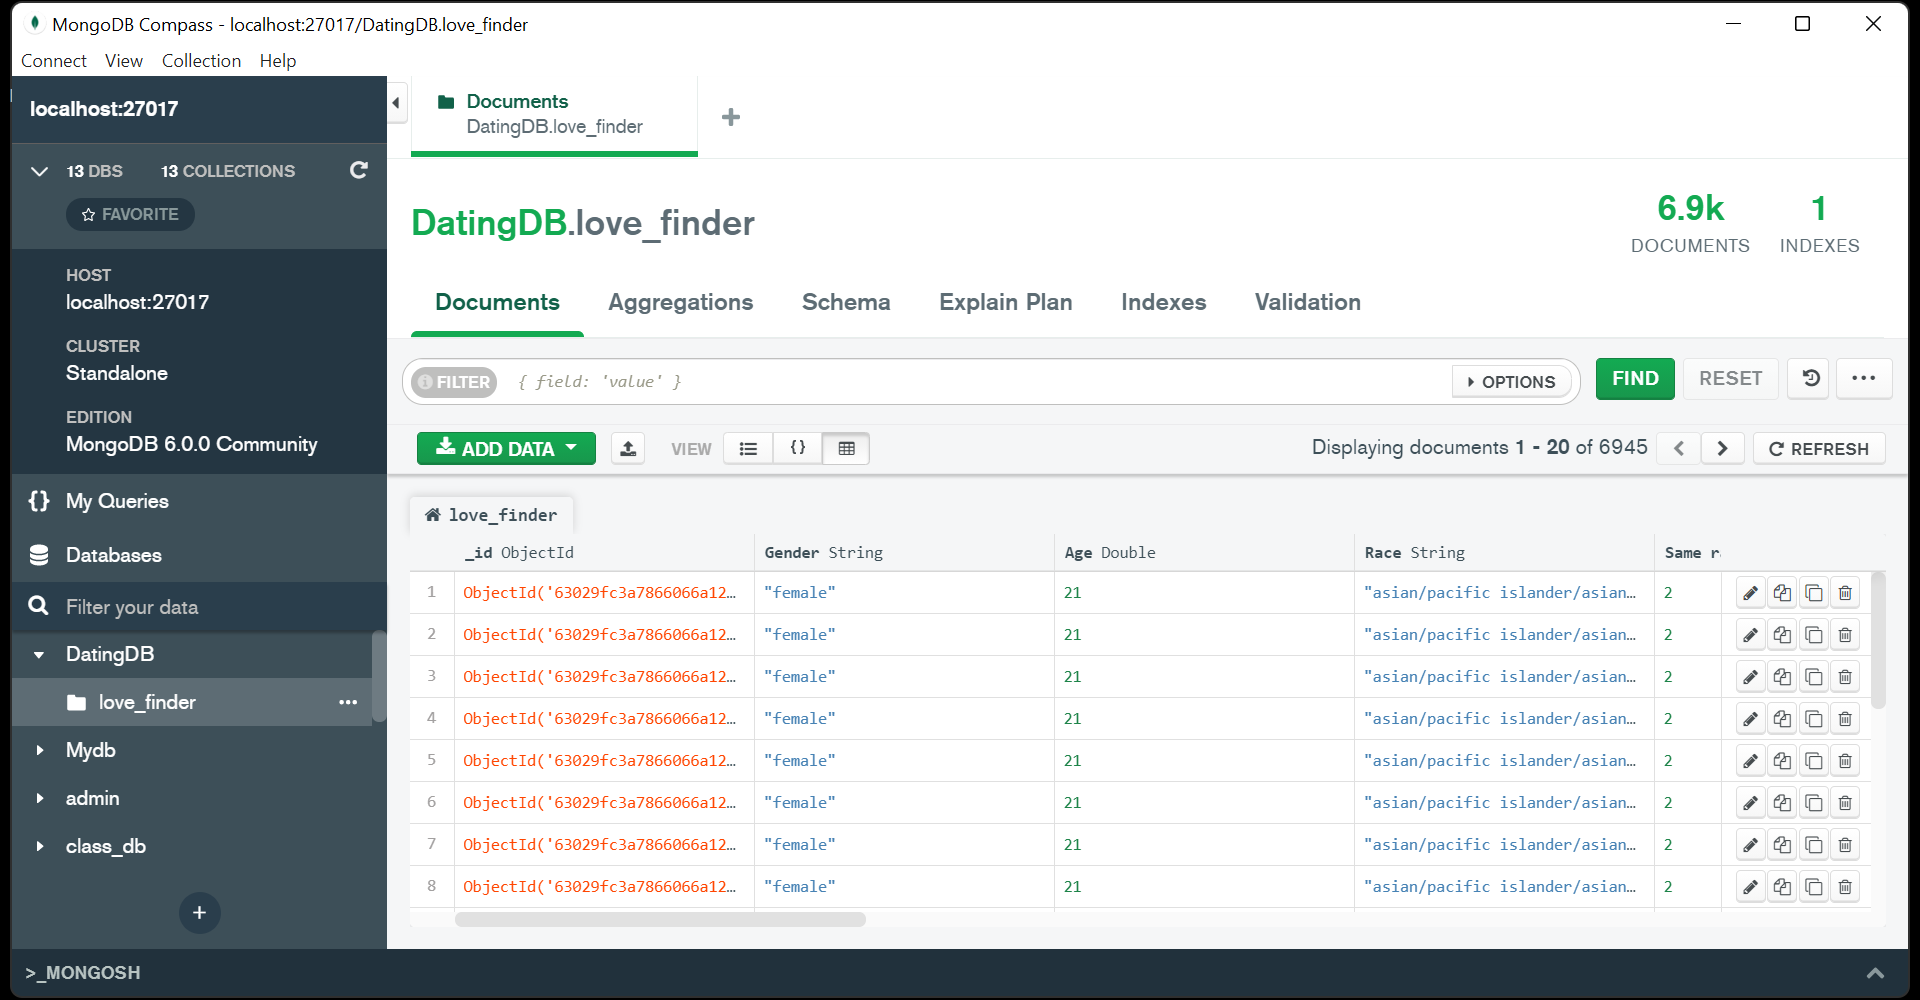 MongoDB Compass - localhost:27017/DatingDB.love_finder
Connect View Collection Help
localhost:27017
13 DBS 13 COLLECTIONS
FAVORITE
HOST
localhost:27017
CLUSTER
Standalone
EDITION
MongoDB 6.0.0 Community
{} My Queries
Databases
Filter your data
DatingDB
love_finder •••
Mydb
admin
class_db
+
Documents
DatingDB.love_finder
+
DatingDB.love_finder
6.9k
DOCUMENTS
1
INDEXES
Documents Aggregations Schema Explain Plan Indexes Validation
FILTER { field: 'value' } OPTIONS FIND RESET •••
ADD DATA VIEW {} Displaying documents 1 - 20 of 6945 REFRESH
love_finder
_id ObjectId Gender String Age Double Race String Same
1 ObjectId('63029fc3a7866066a12… "female" 21 "asian/pacific islander/asian… 2
2 ObjectId('63029fc3a7866066a12… "female" 21 "asian/pacific islander/asian… 2
3 ObjectId('63029fc3a7866066a12… "female" 21 "asian/pacific islander/asian… 2
4 ObjectId('63029fc3a7866066a12… "female" 21 "asian/pacific islander/asian… 2
5 ObjectId('63029fc3a7866066a12… "female" 21 "asian/pacific islander/asian… 2
6 ObjectId('63029fc3a7866066a12… "female" 21 "asian/pacific islander/asian… 2
7 ObjectId('63029fc3a7866066a12… "female" 21 "asian/pacific islander/asian… 2
8 ObjectId('63029fc3a7866066a12… "female" 21 "asian/pacific islander/asian… 2
>_MONGOSH